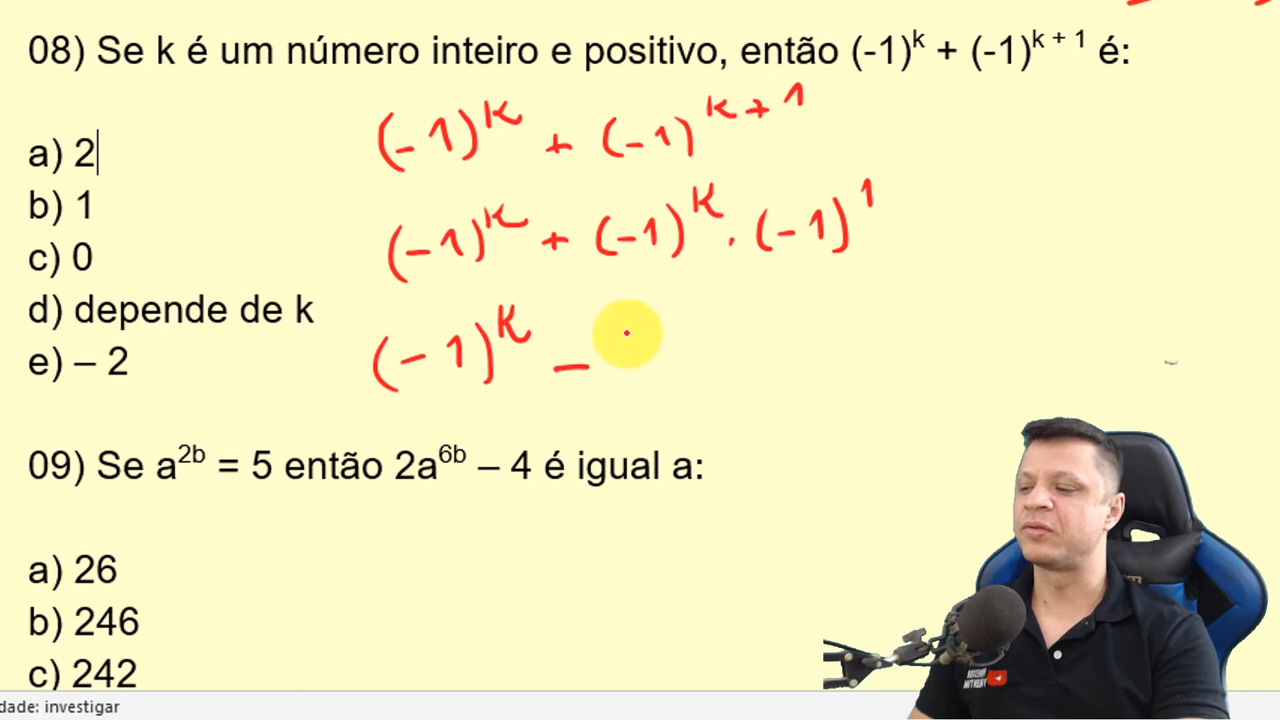 08) Se k é um número inteiro e positivo, então (-1)^k + (-1)^{k + 1} é:
(-1)^k + (-1)^{k+1}
a) 2
b) 1
(-1)^k + (-1)^k . (-1)^1
c) 0
d) depende de k
e) – 2
(-1)^k –
09) Se a^{2b} = 5 então 2a^{6b} – 4 é igual a:
a) 26
b) 246
c) 242
dade: investigar